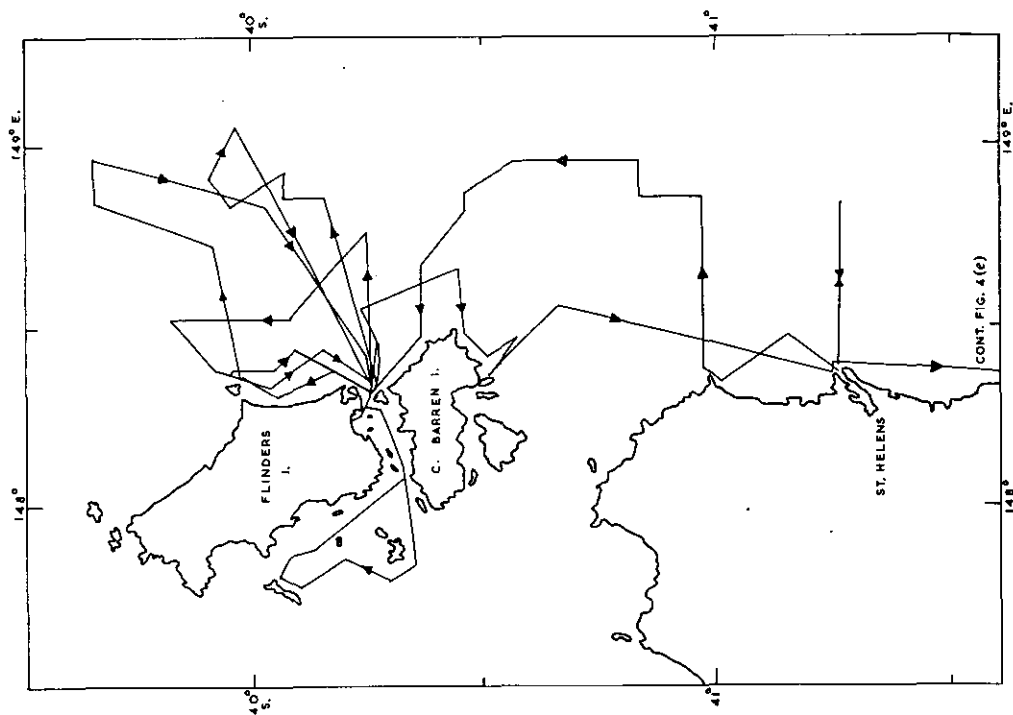 40° S.
41°
149° E.
149° E.
148°
148°
FLINDERS
I.
C. BARREN I.
ST. HELENS
CONT. FIG. 4(e)
40° S.
41°